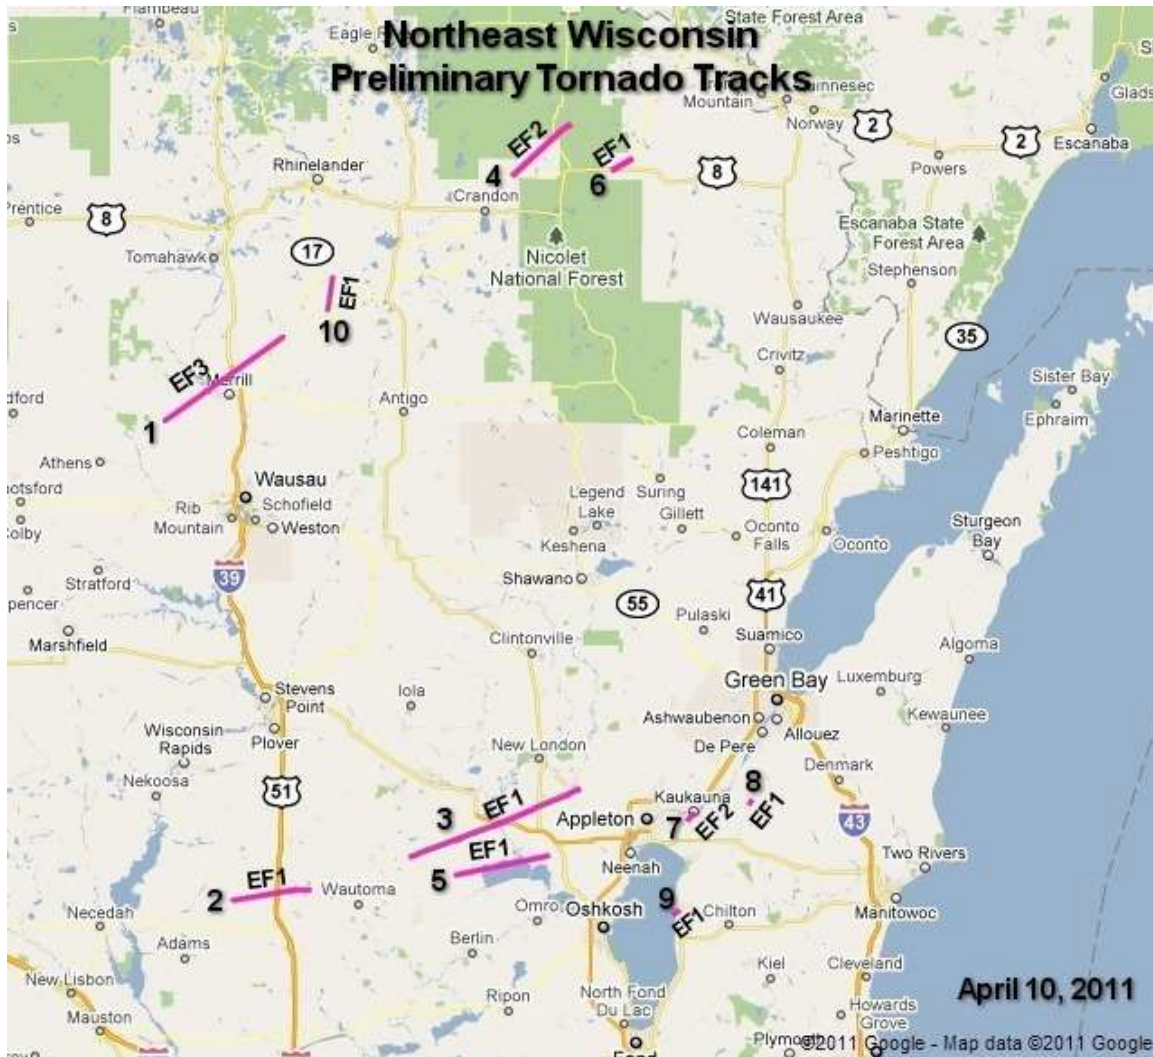 Northeast Wisconsin
Preliminary Tornado Tracks
State Forest Area
Mountain
Norway
2
2
Escanaba
Powers
Rhinelander
4
EF2
EF1
6
8
Crandon
Prentice
8
17
Nicolet
National Forest
Escanaba State
Forest Area
Stephenson
Tomahawk
EF1
10
Wausaukee
35
EF3
Merrill
1
Crivitz
Sister Bay
Ephraim
Antigo
Marinette
Coleman
Peshtigo
Athens
Wausau
141
Rib
Mountain
Schofield
Weston
Legend
Lake
Suring
Gillett
Keshena
Oconto
Falls
Oconto
Sturgeon
Bay
39
Stratford
Shawano
55
41
Marshfield
Pulaski
Suamico
Clintonville
Algoma
Green Bay
Luxemburg
Stevens
Point
Iola
Ashwaubenon
Allouez
Kewaunee
Wisconsin
Rapids
Plover
De Pere
New London
Denmark
Nekoosa
51
3
EF1
Kaukauna
8
EF1
Appleton
7
EF2
43
5
EF1
Neenah
Two Rivers
2
EF1
Wautoma
Omro
Oshkosh
9
EF1
Chilton
Manitowoc
Necedah
Adams
Berlin
Kiel
Cleveland
New Lisbon
Ripon
North Fond
Du Lac
April 10, 2011
Mauston
Howards
Grove
©2011 Google - Map data ©2011 Google